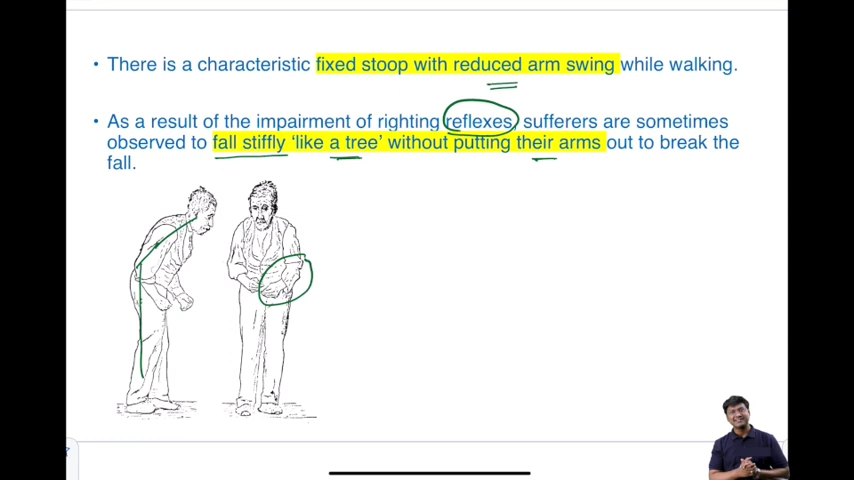 • There is a characteristic fixed stoop with reduced arm swing while walking.
• As a result of the impairment of righting reflexes, sufferers are sometimes
observed to fall stiffly ‘like a tree’ without putting their arms out to break the
fall.